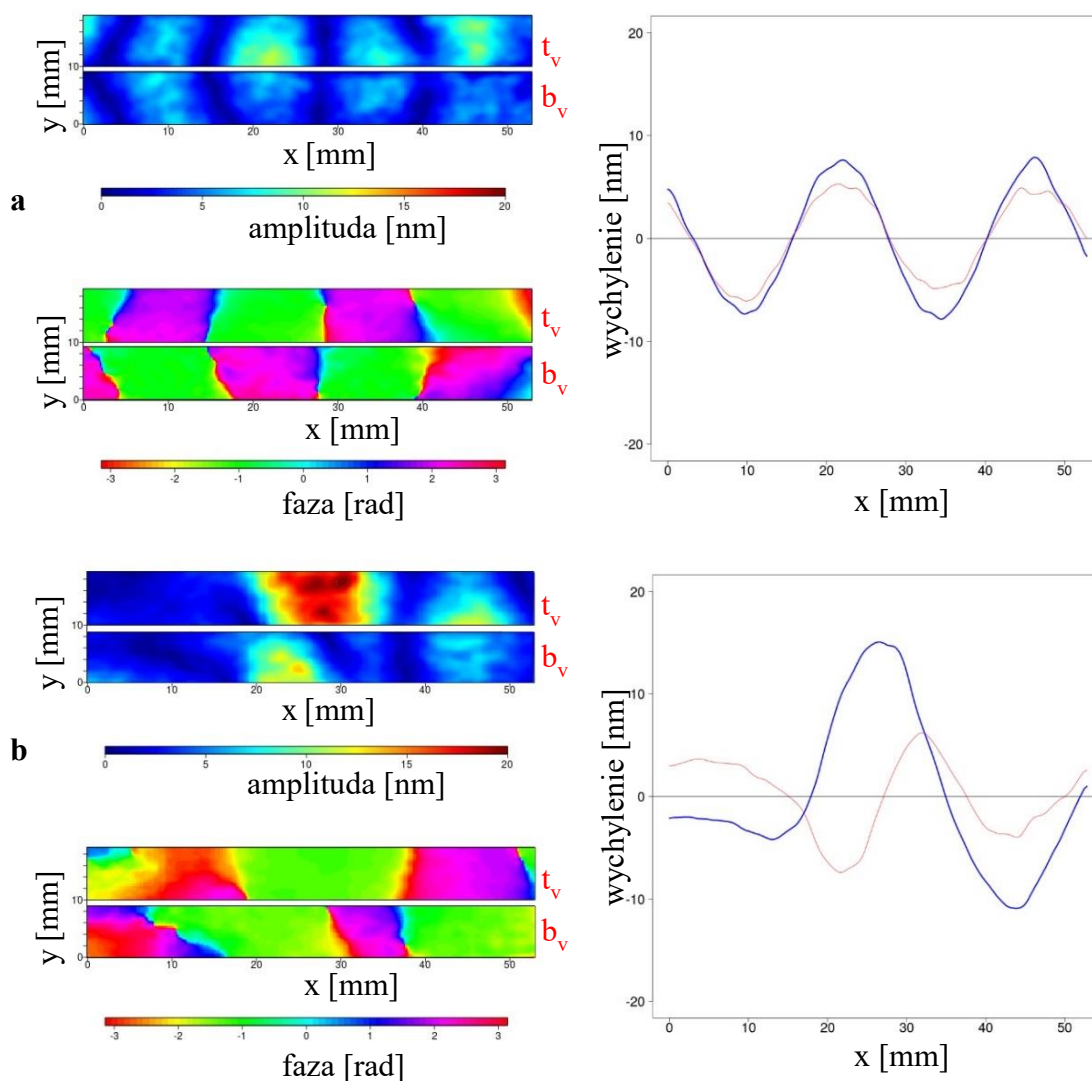 y [mm]
10
0
t_v
b_v
0 10 20 30 40 50
x [mm]
0 5 10 15 20
amplituda [nm]
a
y [mm]
10
0
t_v
b_v
0 10 20 30 40 50
x [mm]
-3 -2 -1 0 1 2 3
faza [rad]
wychylenie [nm]
20
10
0
-10
-20
0 10 20 30 40 50
x [mm]
y [mm]
10
0
t_v
b_v
0 10 20 30 40 50
x [mm]
0 5 10 15 20
amplituda [nm]
b
y [mm]
10
0
t_v
b_v
0 10 20 30 40 50
x [mm]
-3 -2 -1 0 1 2 3
faza [rad]
wychylenie [nm]
20
10
0
-10
-20
0 10 20 30 40 50
x [mm]